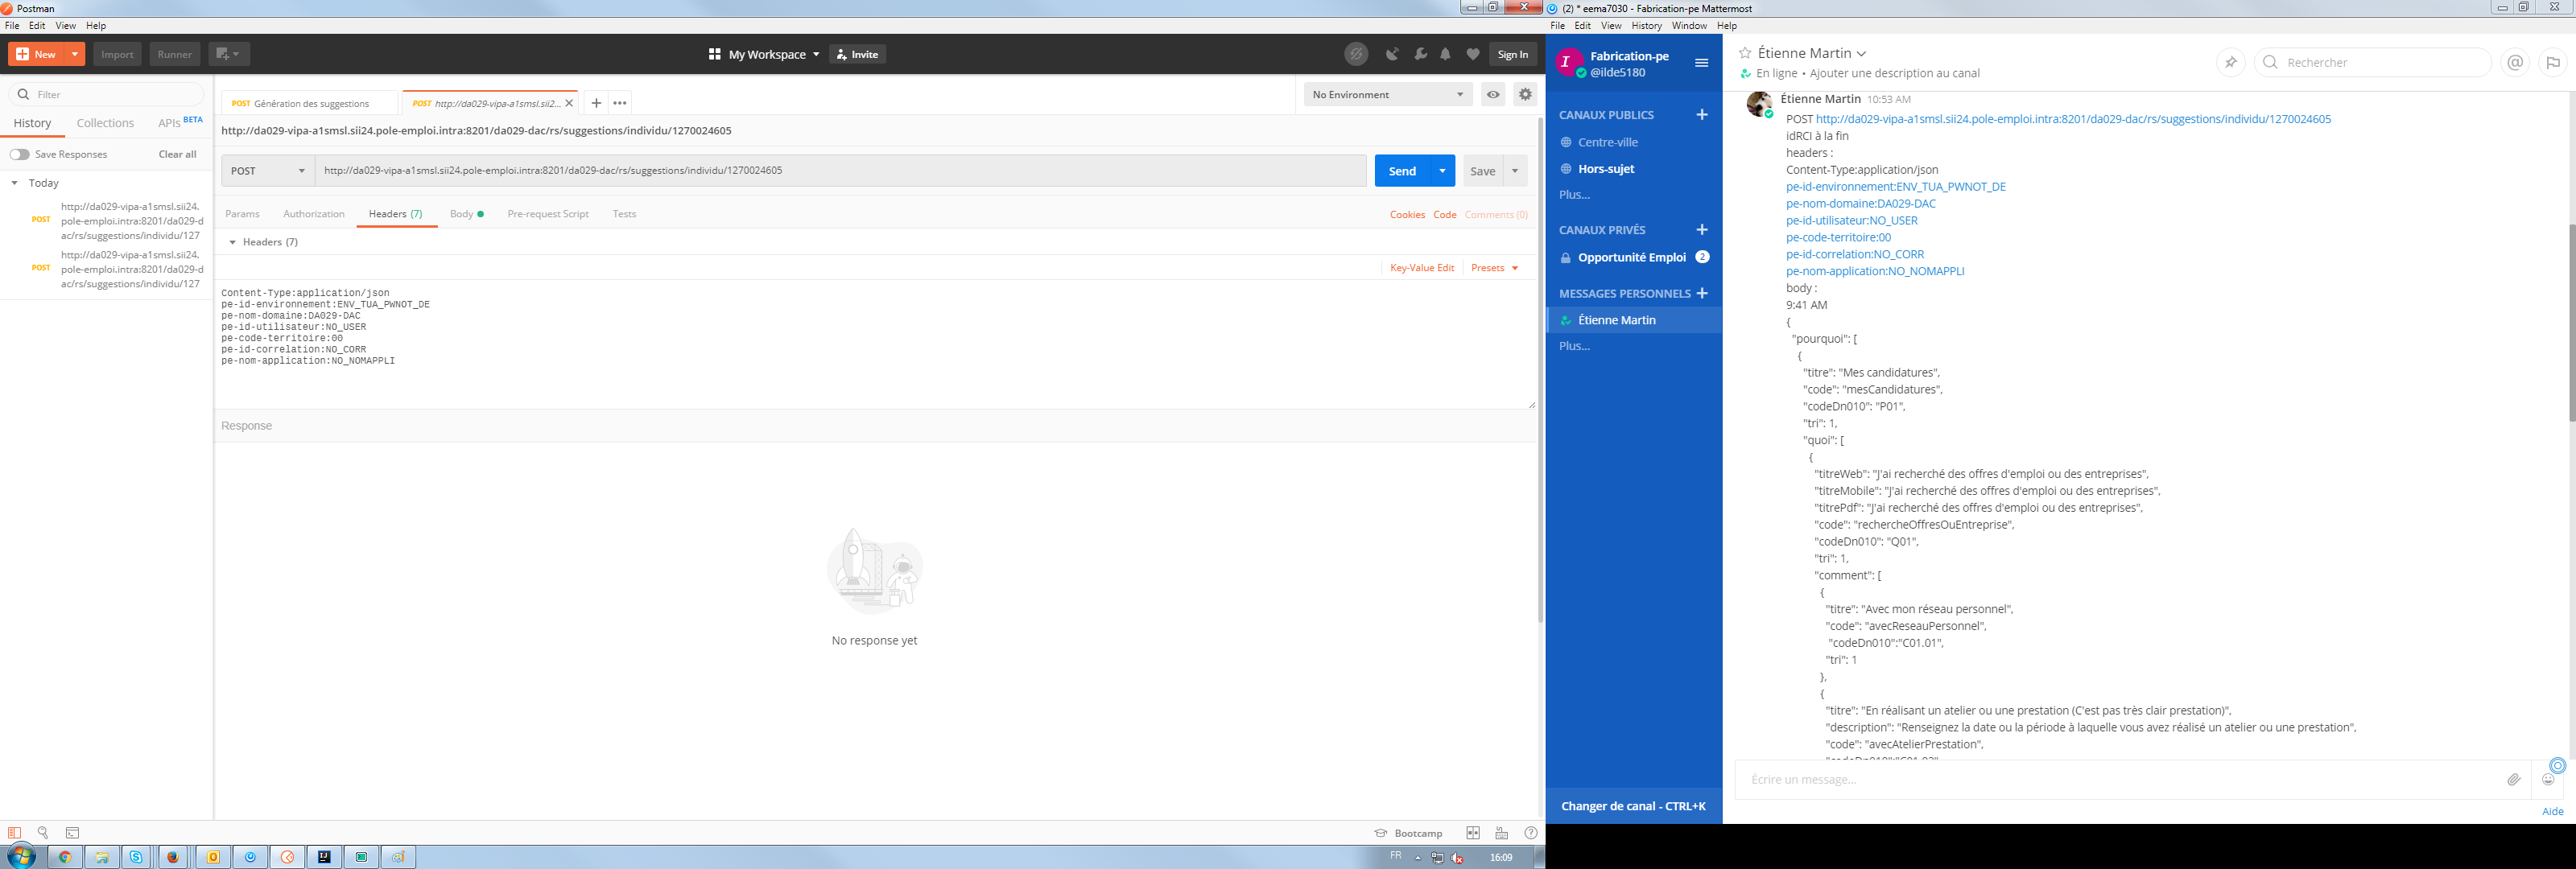 Postman
File Edit View Help
New Import Runner
My Workspace Invite
Sign In
Filter
History Collections APIs BETA
Save Responses Clear all
Today
POST http://da029-vipa-a1smsl.sii24.
pole-emploi.intra:8201/da029-d
ac/rs/suggestions/individu/127
POST http://da029-vipa-a1smsl.sii24.
pole-emploi.intra:8201/da029-d
ac/rs/suggestions/individu/127
POST Génération des suggestions
POST http://da029-vipa-a1smsl.sii2...
No Environment
http://da029-vipa-a1smsl.sii24.pole-emploi.intra:8201/da029-dac/rs/suggestions/individu/1270024605
POST http://da029-vipa-a1smsl.sii24.pole-emploi.intra:8201/da029-dac/rs/suggestions/individu/1270024605
Send Save
Params Authorization Headers (7) Body Pre-request Script Tests
Cookies Code Comments (0)
Headers (7)
Key-Value Edit Presets
Content-Type:application/json
pe-id-environnement:ENV_TUA_PWNOT_DE
pe-nom-domaine:DA029-DAC
pe-id-utilisateur:NO_USER
pe-code-territoire:00
pe-id-correlation:NO_CORR
pe-nom-application:NO_NOMAPPLI
Response
No response yet
Bootcamp
FR 16:09
(2) * eema7030 - Fabrication-pe Mattermost
File Edit View History Window Help
Fabrication-pe
@ilde5180
CANAUX PUBLICS
Centre-ville
Hors-sujet
Plus...
CANAUX PRIVÉS
Opportunité Emploi 2
MESSAGES PERSONNELS
Étienne Martin
Plus...
Changer de canal - CTRL+K
Étienne Martin
En ligne • Ajouter une description au canal
Rechercher
Étienne Martin 10:53 AM
POST http://da029-vipa-a1smsl.sii24.pole-emploi.intra:8201/da029-dac/rs/suggestions/individu/1270024605
idRCI à la fin
headers :
Content-Type:application/json
pe-id-environnement:ENV_TUA_PWNOT_DE
pe-nom-domaine:DA029-DAC
pe-id-utilisateur:NO_USER
pe-code-territoire:00
pe-id-correlation:NO_CORR
pe-nom-application:NO_NOMAPPLI
body :
9:41 AM
{
"pourquoi": [
{
"titre": "Mes candidatures",
"code": "mesCandidatures",
"codeDn010": "P01",
"tri": 1,
"quoi": [
{
"titreWeb": "J'ai recherché des offres d'emploi ou des entreprises",
"titreMobile": "J'ai recherché des offres d'emploi ou des entreprises",
"titrePdf": "J'ai recherché des offres d'emploi ou des entreprises",
"code": "rechercheOffresOuEntreprise",
"codeDn010": "Q01",
"tri": 1,
"comment": [
{
"titre": "Avec mon réseau personnel",
"code": "avecReseauPersonnel",
"codeDn010":"C01.01",
"tri": 1
},
{
"titre": "En réalisant un atelier ou une prestation (C'est pas très clair prestation)",
"description": "Renseignez la date ou la période à laquelle vous avez réalisé un atelier ou une prestation",
"code": "avecAtelierPrestation",
Écrire un message...
Aide